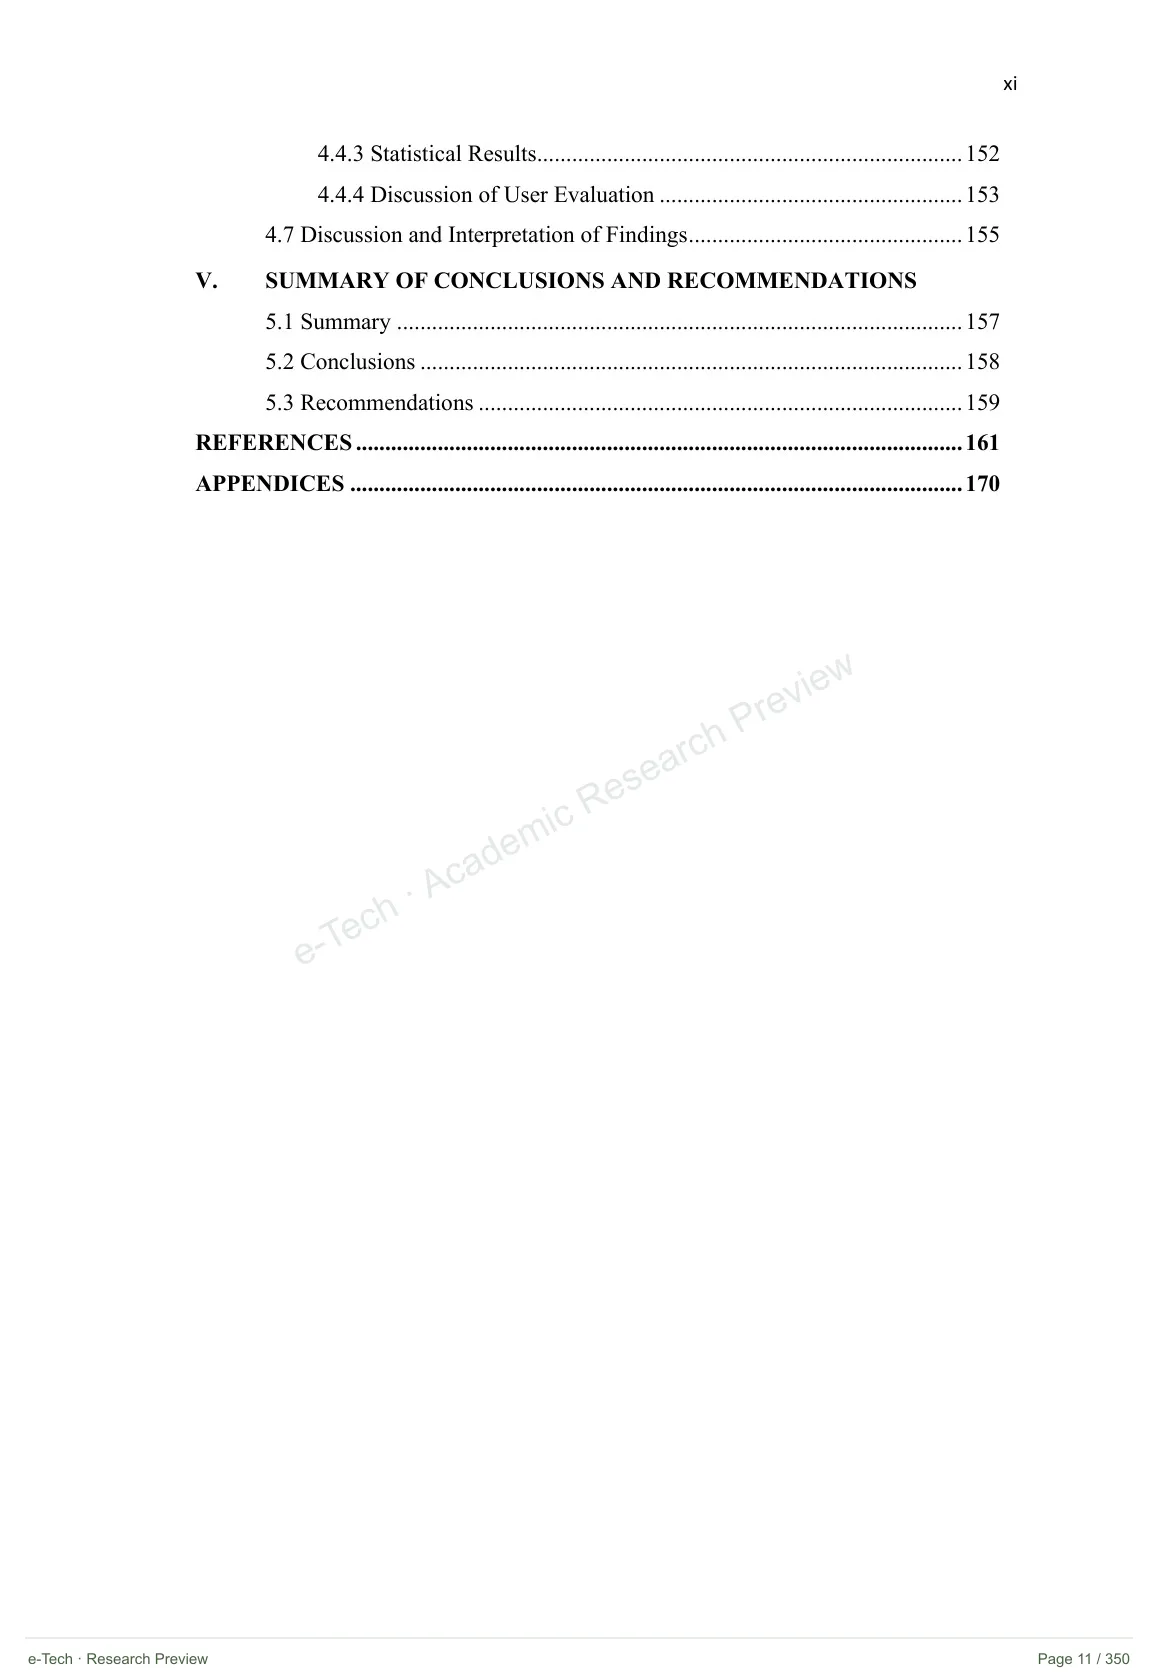 xi
4.4.3 Statistical Results.........................................................................152
4.4.4 Discussion of User Evaluation ....................................................153
4.7 Discussion and Interpretation of Findings...............................................155
V. SUMMARY OF CONCLUSIONS AND RECOMMENDATIONS
5.1 Summary .................................................................................................157
5.2 Conclusions .............................................................................................158
5.3 Recommendations ...................................................................................159
REFERENCES ........................................................................................................161
APPENDICES .........................................................................................................170
e-Tech · Academic Research Preview
e-Tech · Research Preview Page 11 / 350